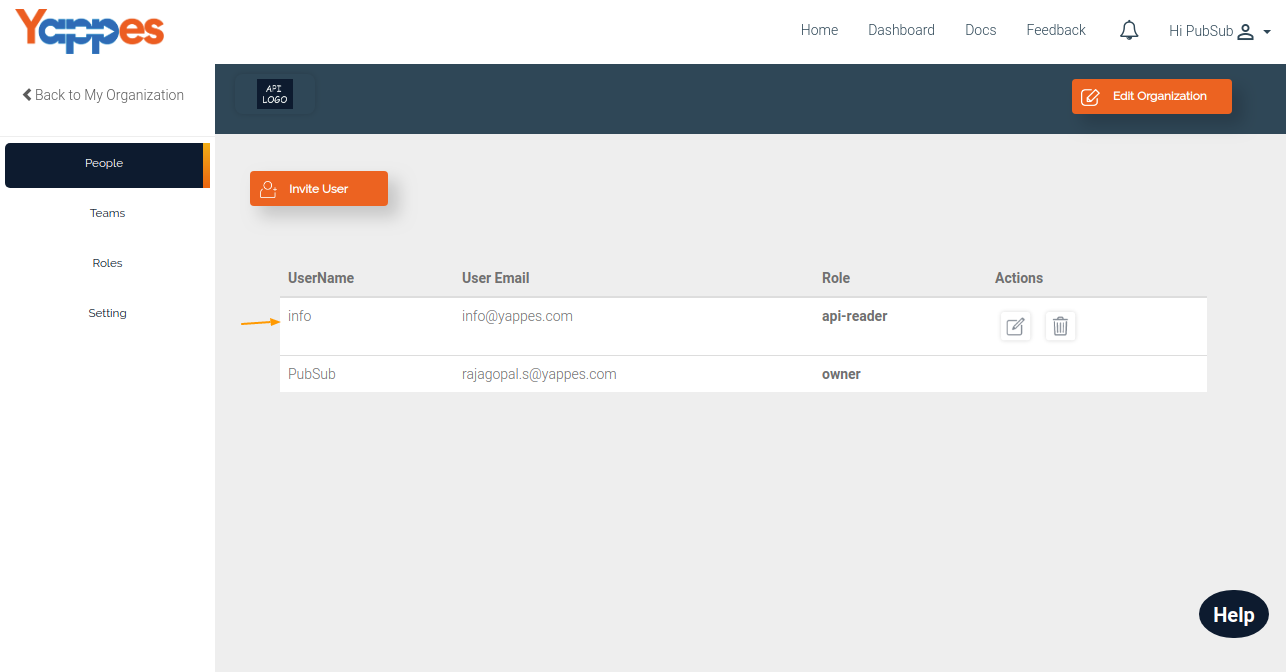 Yappes
Home Dashboard Docs Feedback Hi PubSub
Back to My Organization
API
LOGO
Edit Organization
People
Teams
Roles
Setting
Invite User
UserName User Email Role Actions
info info@yappes.com api-reader
PubSub rajagopal.s@yappes.com owner
Help